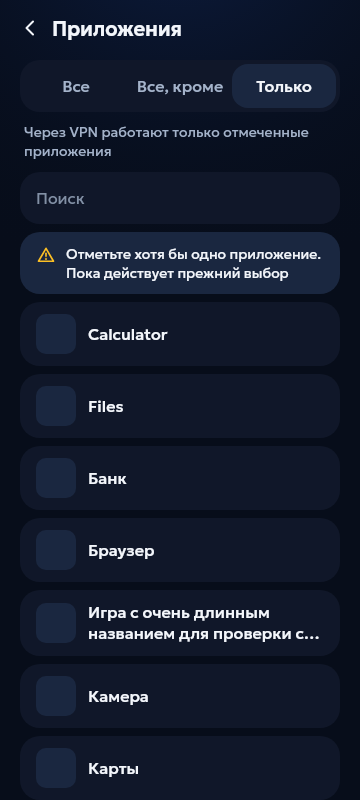 Приложения
Все
Все, кроме
Только
Через VPN работают только отмеченные
приложения
Поиск
Отметьте хотя бы одно приложение.
Пока действует прежний выбор
Calculator
Files
Банк
Браузер
Игра с очень длинным
названием для проверки с...
Камера
Карты